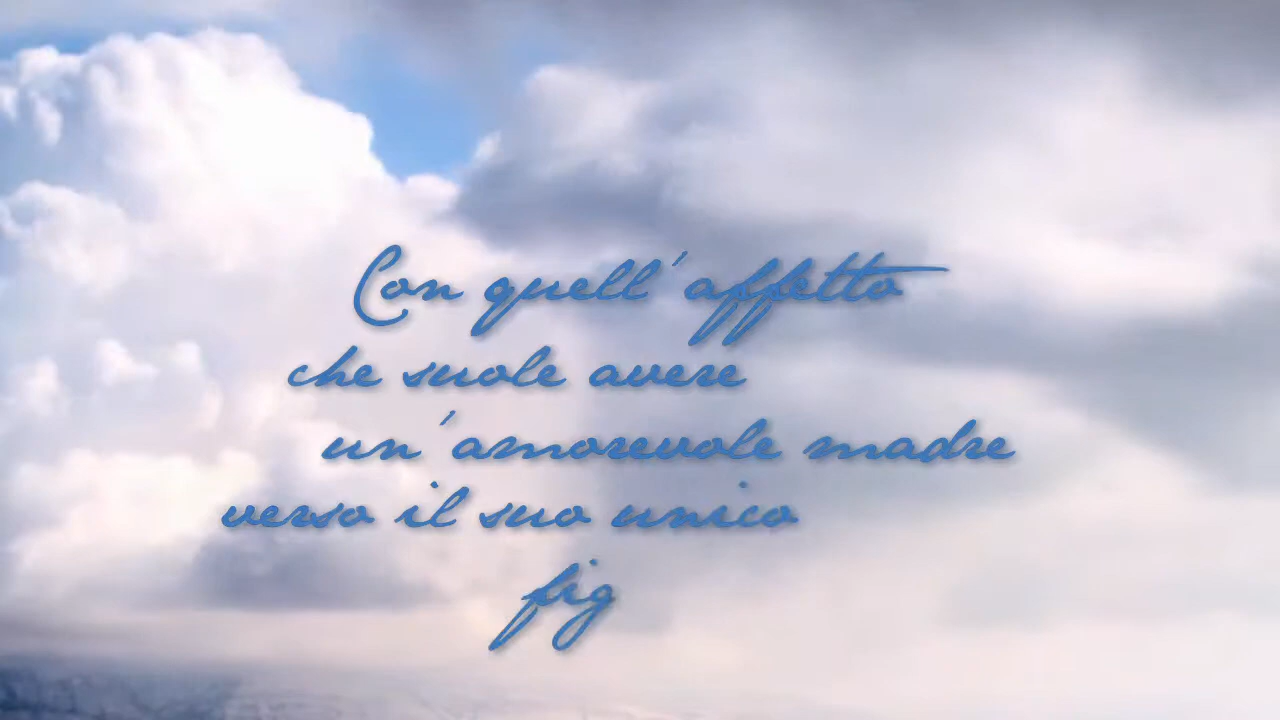 Con quell'affetto
che suole avere
un'amorevole madre
verso il suo unico
fig